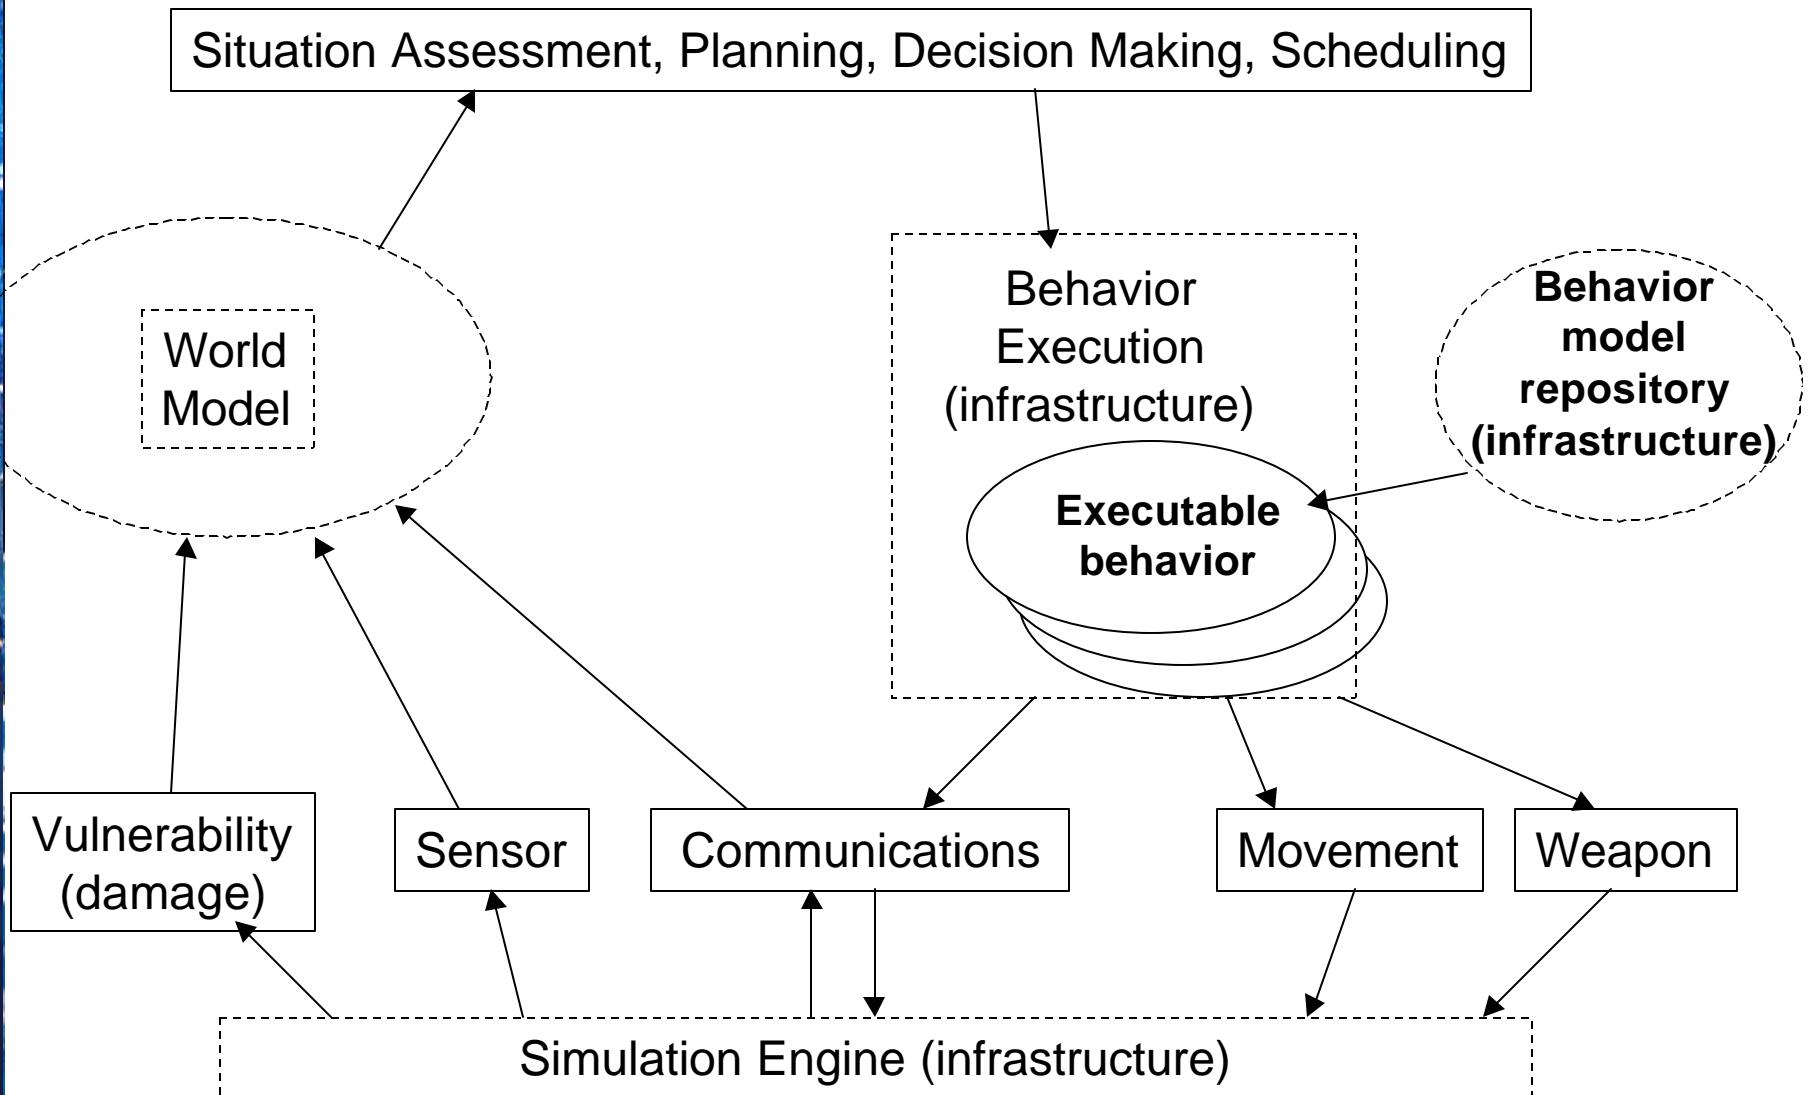 Situation Assessment, Planning, Decision Making, Scheduling
World
Model
Behavior
Execution
(infrastructure)
Behavior
model
repository
(infrastructure)
Executable
behavior
Vulnerability
(damage)
Sensor
Communications
Movement
Weapon
Simulation Engine (infrastructure)